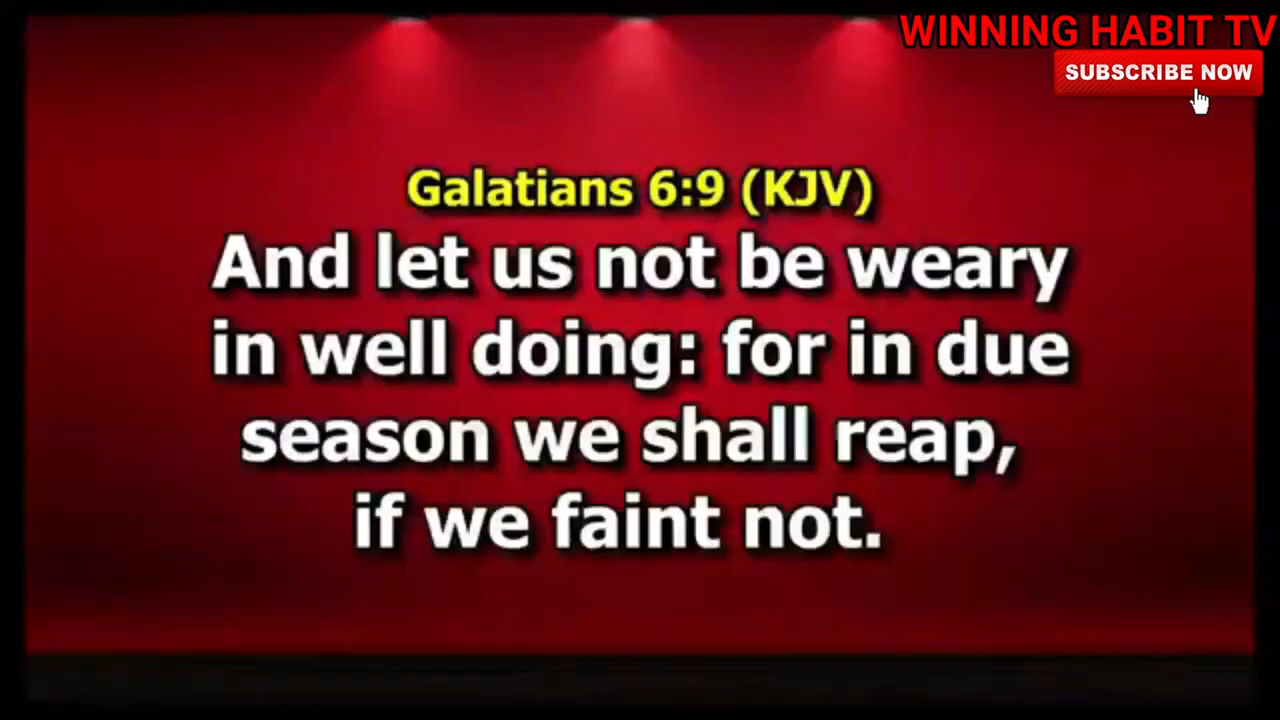 WINNING HABIT TV
SUBSCRIBE NOW
Galatians 6:9 (KJV)
And let us not be weary
in well doing: for in due
season we shall reap,
if we faint not.